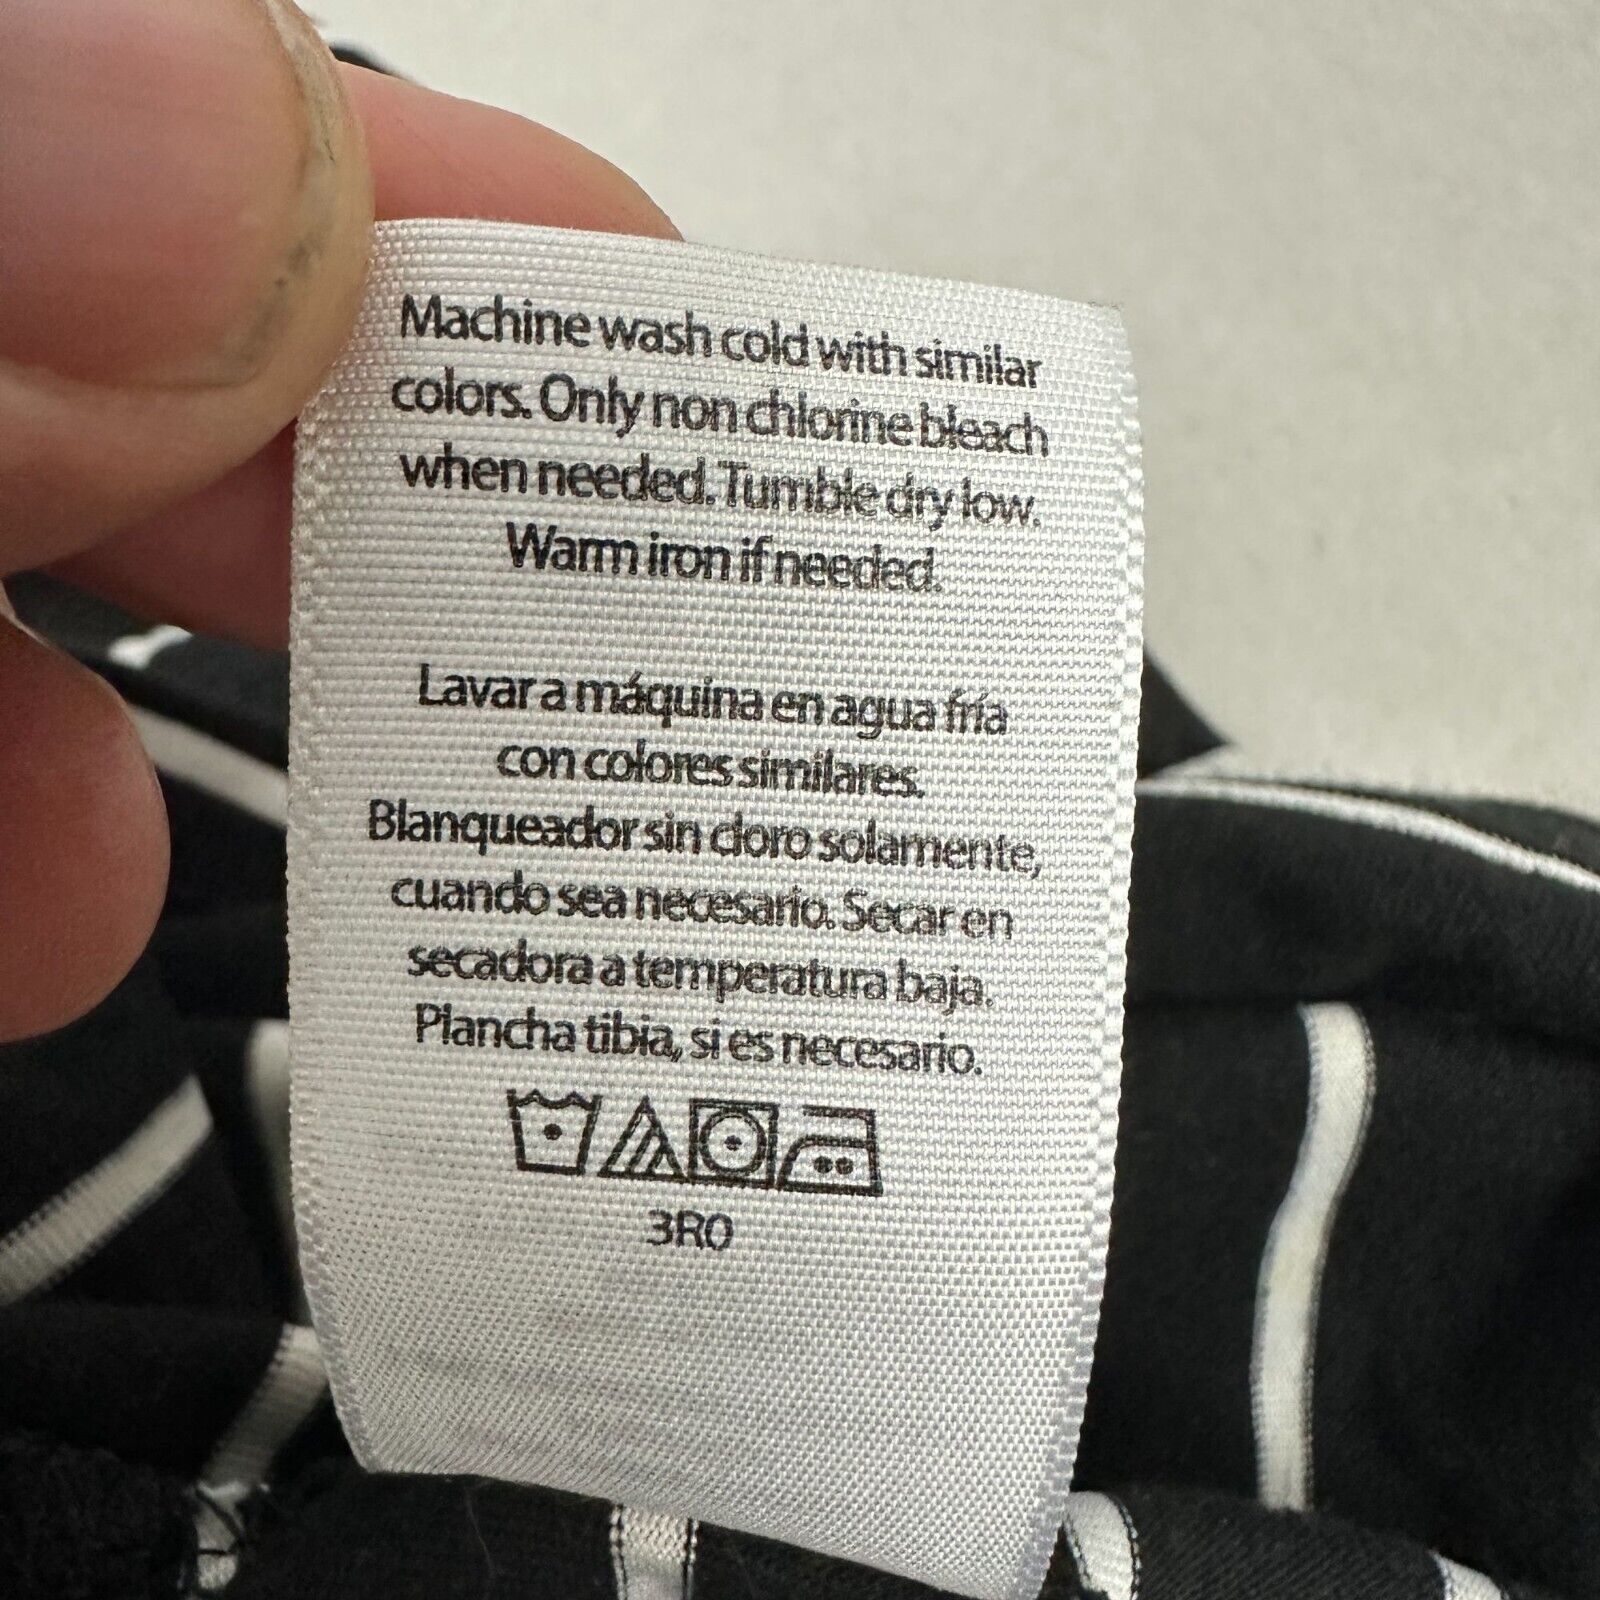 Machine wash cold with similar
colors. Only non chlorine bleach
when needed. Tumble dry low.
Warm iron if needed.
Lavar a máquina en agua fría
con colores similares.
Blanqueador sin cloro solamente,
cuando sea necesario. Secar en
secadora a temperatura baja.
Plancha tibia, si es necesario.
3R0